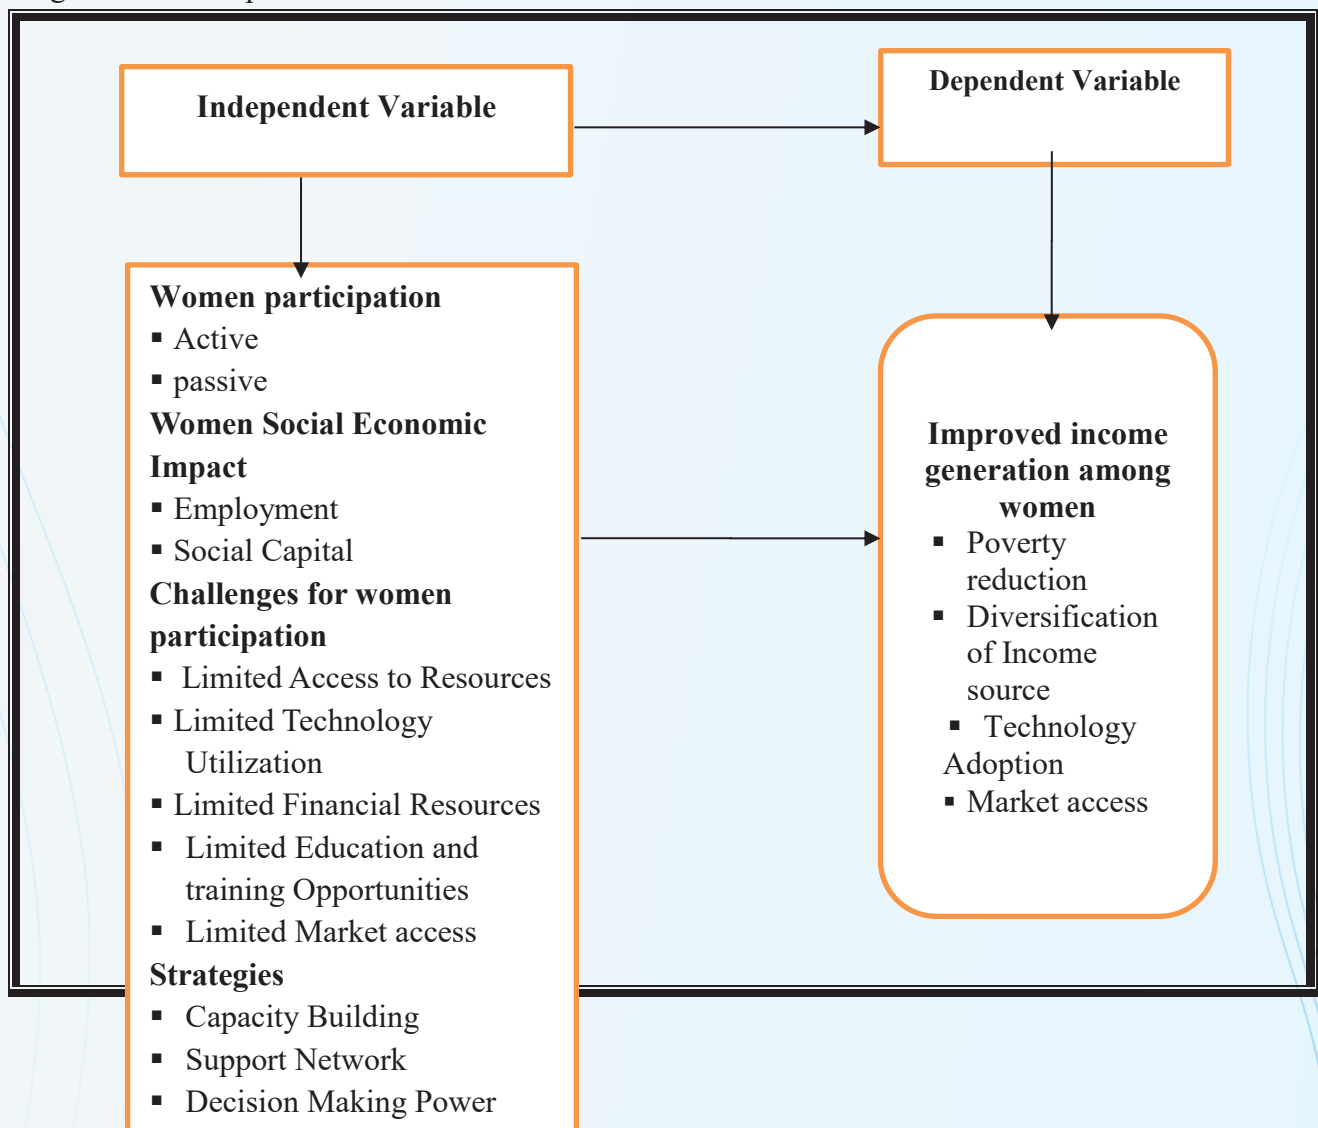 Independent Variable
Dependent Variable
Women participation
▪ Active
▪ passive
Women Social Economic
Impact
▪ Employment
▪ Social Capital
Challenges for women
participation
▪ Limited Access to Resources
▪ Limited Technology
Utilization
▪ Limited Financial Resources
▪ Limited Education and
training Opportunities
▪ Limited Market access
Strategies
▪ Capacity Building
▪ Support Network
▪ Decision Making Power
Improved income
generation among
women
▪ Poverty
reduction
▪ Diversification
of Income
source
▪ Technology
Adoption
▪ Market access